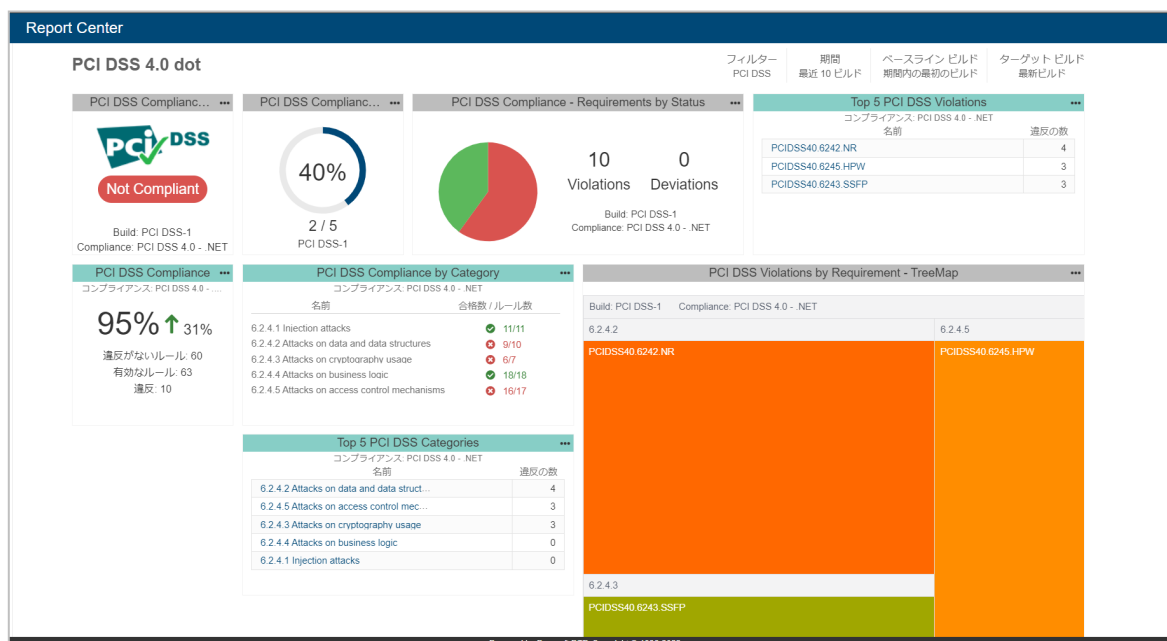 Report Center
PCI DSS 4.0 dot
フィルター
PCI DSS
期間
最近 10 ビルド
ベースライン ビルド
期間内の最初のビルド
ターゲット ビルド
最新ビルド
PCI DSS Complianc... •••
PCI DSS
Not Compliant
Build: PCI DSS-1
Compliance: PCI DSS 4.0 - .NET
PCI DSS Complianc... •••
40%
2 / 5
PCI DSS-1
PCI DSS Compliance - Requirements by Status •••
10 0
Violations Deviations
Build: PCI DSS-1
Compliance: PCI DSS 4.0 - .NET
Top 5 PCI DSS Violations •••
コンプライアンス: PCI DSS 4.0 - .NET
名前 違反の数
PCIDSS40.6242.NR 4
PCIDSS40.6245.HPW 3
PCIDSS40.6243.SSFP 3
PCI DSS Compliance •••
コンプライアンス: PCI DSS 4.0 - ....
95% 31%
違反がないルール: 60
有効なルール: 63
違反: 10
PCI DSS Compliance by Category •••
コンプライアンス: PCI DSS 4.0 - .NET
名前 合格数 / ルール数
6.2.4.1 Injection attacks 11/11
6.2.4.2 Attacks on data and data structures 9/10
6.2.4.3 Attacks on cryptography usage 6/7
6.2.4.4 Attacks on business logic 18/18
6.2.4.5 Attacks on access control mechanisms 16/17
Top 5 PCI DSS Categories •••
コンプライアンス: PCI DSS 4.0 - .NET
名前 違反の数
6.2.4.2 Attacks on data and data struct... 4
6.2.4.5 Attacks on access control mec... 3
6.2.4.3 Attacks on cryptography usage 3
6.2.4.4 Attacks on business logic 0
6.2.4.1 Injection attacks 0
PCI DSS Violations by Requirement - TreeMap •••
Build: PCI DSS-1 Compliance: PCI DSS 4.0 - .NET
6.2.4.2
PCIDSS40.6242.NR
6.2.4.5
PCIDSS40.6245.HPW
6.2.4.3
PCIDSS40.6243.SSFP